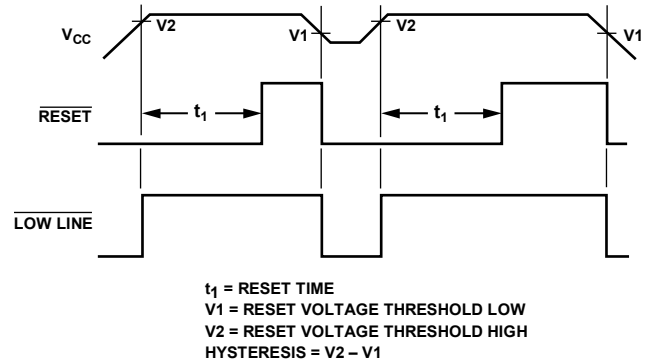 V2 V1 V2 V1
VCC
t1 t1
RESET
LOW LINE
t1 = RESET TIME
V1 = RESET VOLTAGE THRESHOLD LOW
V2 = RESET VOLTAGE THRESHOLD HIGH
HYSTERESIS = V2 – V1